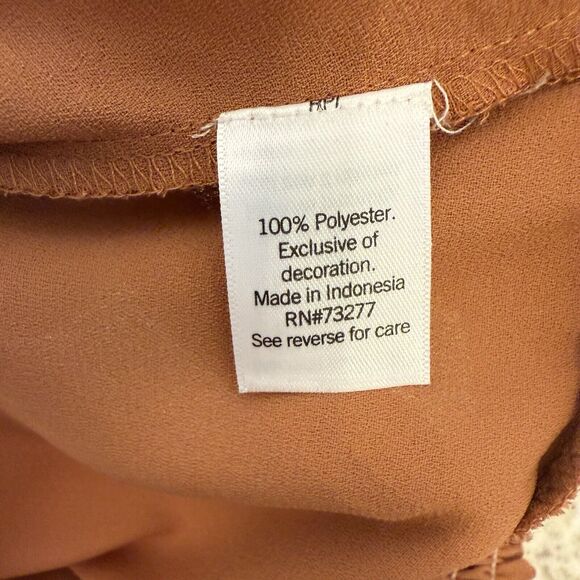 100% Polyester.
Exclusive of
decoration.
Made in Indonesia
RN#73277
See reverse for care